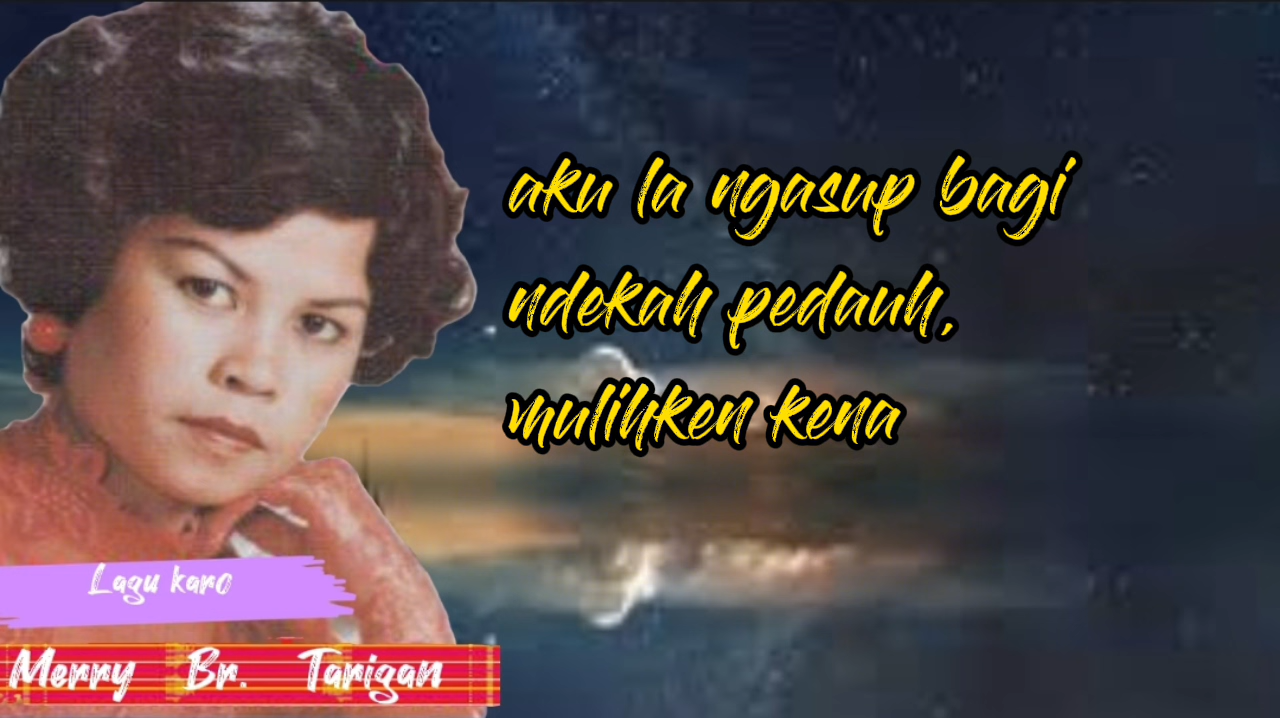 aku la ngasup bagi
ndekah pedauh,
mulihken kena
Lagu karo
Merry Br. Tarigan